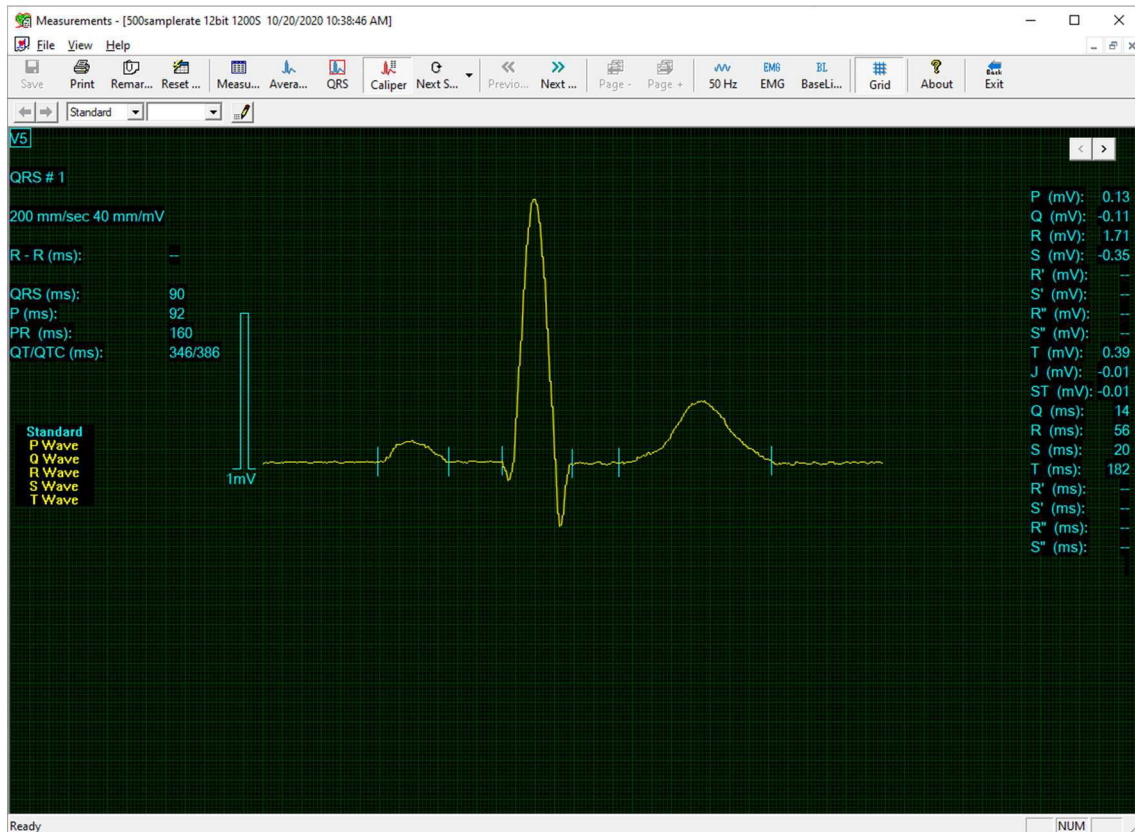 Measurements - [500samplerate 12bit 1200S 10/20/2020 10:38:46 AM]
File View Help
Save Print Remar... Reset ... Measu... Avera... QRS Caliper Next S... Previo... Next ... Page - Page + 50 Hz EMG BaseLi... Grid About Exit
EMG BL Back
Standard
V5
QRS # 1
200 mm/sec 40 mm/mV
R - R (ms): --
QRS (ms): 90
P (ms): 92
PR (ms): 160
QT/QTC (ms): 346/386
Standard
P Wave
Q Wave
R Wave
S Wave
T Wave
1mV
P (mV): 0.13
Q (mV): -0.11
R (mV): 1.71
S (mV): -0.35
R' (mV): --
S' (mV): --
R" (mV): --
S" (mV): --
T (mV): 0.39
J (mV): -0.01
ST (mV): -0.01
Q (ms): 14
R (ms): 56
S (ms): 20
T (ms): 182
R' (ms): --
S' (ms): --
R" (ms): --
S" (ms): --
Ready NUM